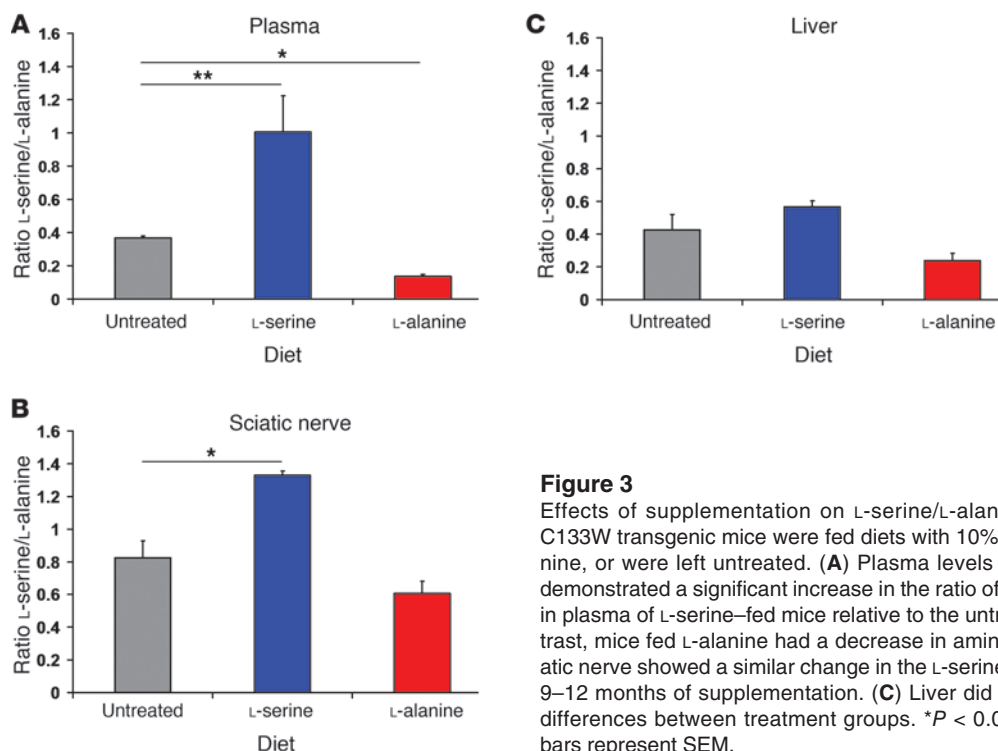 A
Plasma
Ratio L-serine/L-alanine
1.6
1.4
1.2
1
0.8
0.6
0.4
0.2
0
*
**
Untreated L-serine L-alanine
Diet
B
Sciatic nerve
Ratio L-serine/L-alanine
1.6
1.4
1.2
1
0.8
0.6
0.4
0.2
0
*
Untreated L-serine L-alanine
Diet
C
Liver
Ratio L-serine/L-alanine
1.6
1.4
1.2
1
0.8
0.6
0.4
0.2
0
Untreated L-serine L-alanine
Diet
Figure 3
Effects of supplementation on L-serine/L-alan
C133W transgenic mice were fed diets with 10%
nine, or were left untreated. (A) Plasma levels
demonstrated a significant increase in the ratio of
in plasma of L-serine–fed mice relative to the untr
trast, mice fed L-alanine had a decrease in amin
atic nerve showed a similar change in the L-serine
9–12 months of supplementation. (C) Liver did
differences between treatment groups. *P < 0.0
bars represent SEM.